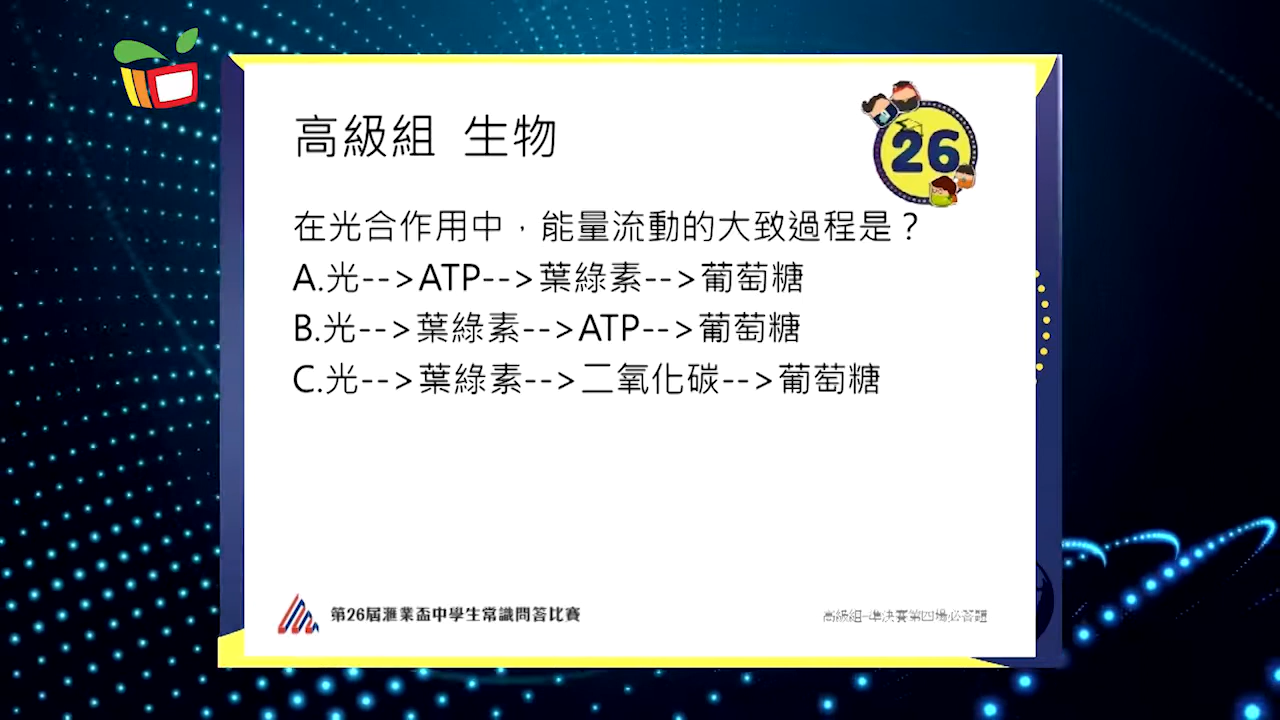 高級組 生物
26
在光合作用中，能量流動的大致過程是？
A.光-->ATP-->葉綠素-->葡萄糖
B.光-->葉綠素-->ATP-->葡萄糖
C.光-->葉綠素-->二氧化碳-->葡萄糖
第26屆滙業盃中學生常識問答比賽
高級組-準決賽第四場必答題